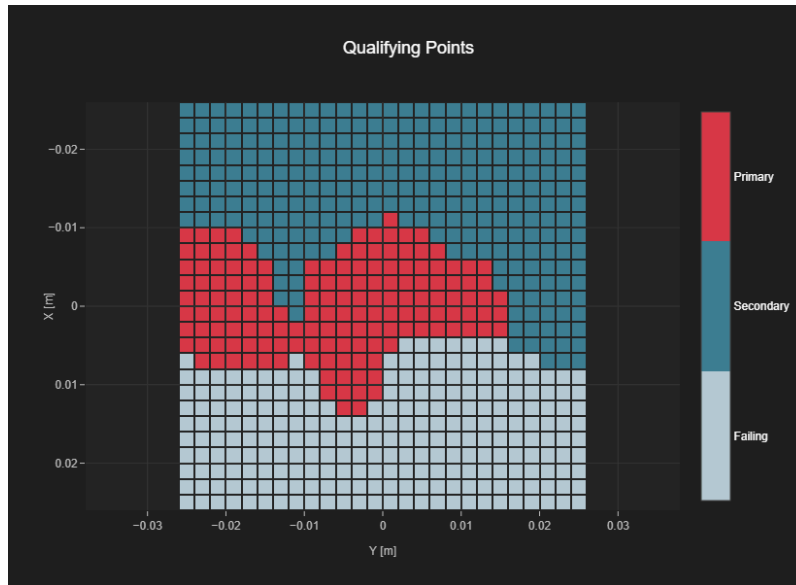 Qualifying Points
−0.02
−0.01
0
0.01
0.02
X [m]
−0.03
−0.02
−0.01
0
0.01
0.02
0.03
Y [m]
Primary
Secondary
Failing